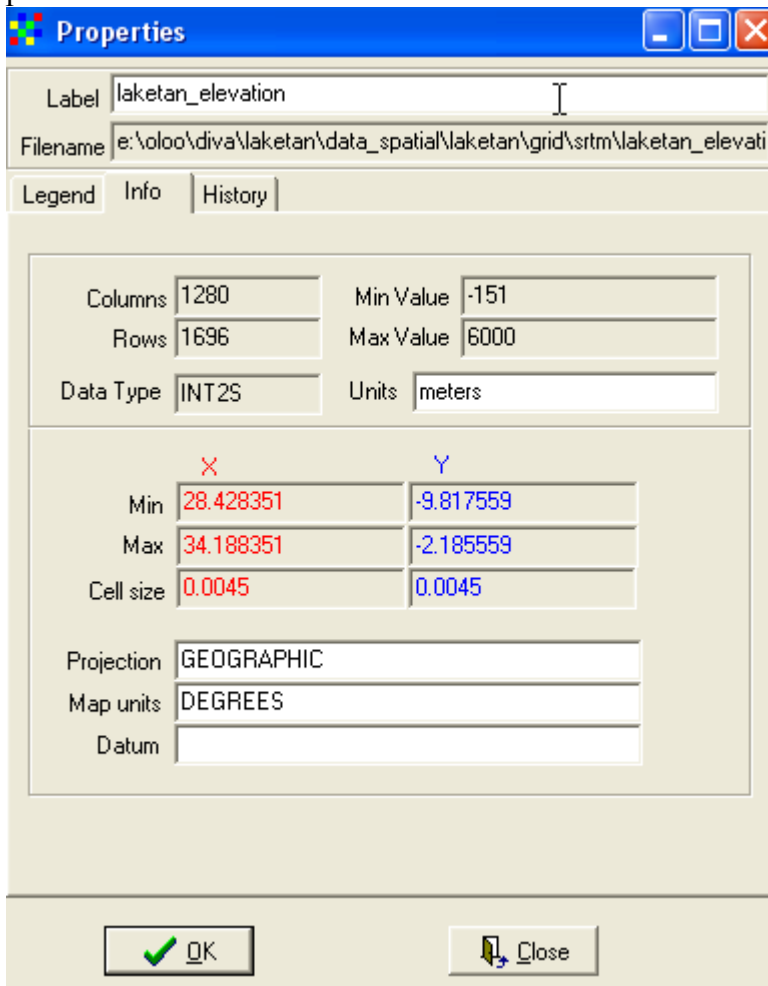 Properties
Label laketan_elevation
Filename e:\oloo\diva\laketan\data_spatial\laketan\grid\srtm\laketan_elevati
Legend Info History
Columns 1280 Min Value -151
Rows 1696 Max Value 6000
Data Type INT2S Units meters
X Y
Min 28.428351 -9.817559
Max 34.188351 -2.185559
Cell size 0.0045 0.0045
Projection GEOGRAPHIC
Map units DEGREES
Datum
OK Close